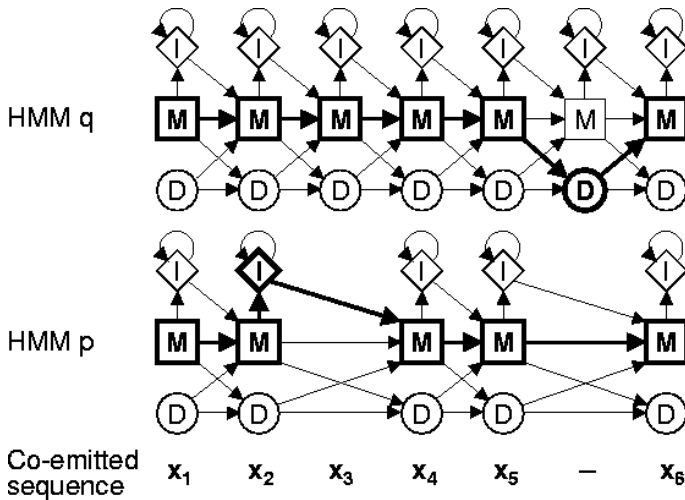 I I I I I I I
HMM q M M M M M M M
D D D D D D D
I I I I I
HMM p M M M M M
D D D D D
Co-emitted
sequence x₁ x₂ x₃ x₄ x₅ – x₆